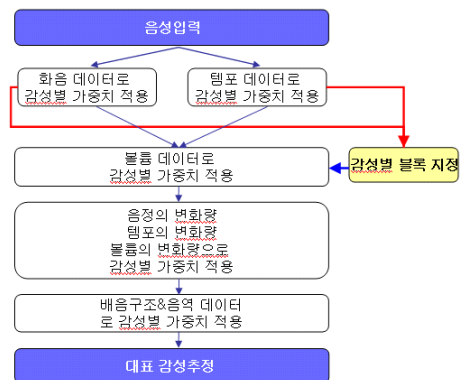 음성입력
화음 데이터로
감성별 가중치 적용
템포 데이터로
감성별 가중치 적용
볼륨 데이터로
감성별 가중치 적용
감성별 블록 지정
음정의 변화량
템포의 변화량
볼륨의 변화량으로
감성별 가중치 적용
배음구조&음역 데이터
로 감성별 가중치 적용
대표 감성추정